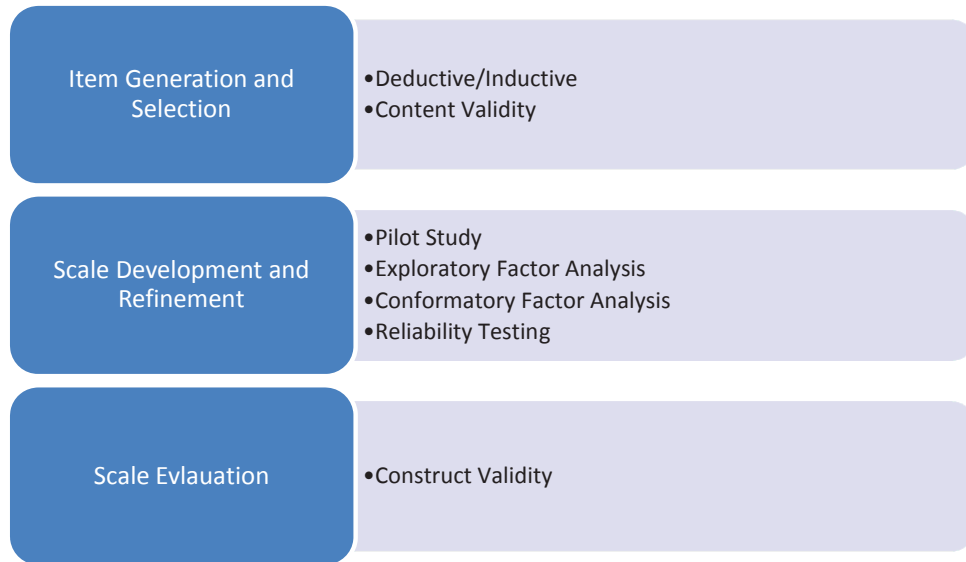 Item Generation and
Selection
•Deductive/Inductive
•Content Validity
Scale Development and
Refinement
•Pilot Study
•Exploratory Factor Analysis
•Conformatory Factor Analysis
•Reliability Testing
Scale Evlauation
•Construct Validity